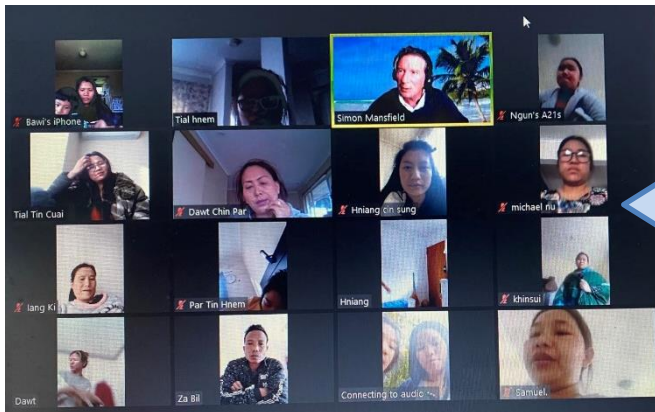 Bawi's iPhone
Tial hnem
Simon Mansfield
Ngun's A21s
Tial Tin Cuai
Dawt Chin Par
Hniang cin sung
michael nu
Iang Ki
Par Tin Hnem
Hniang
khinsui
Dawt
Za Bil
Connecting to audio
Samuel.